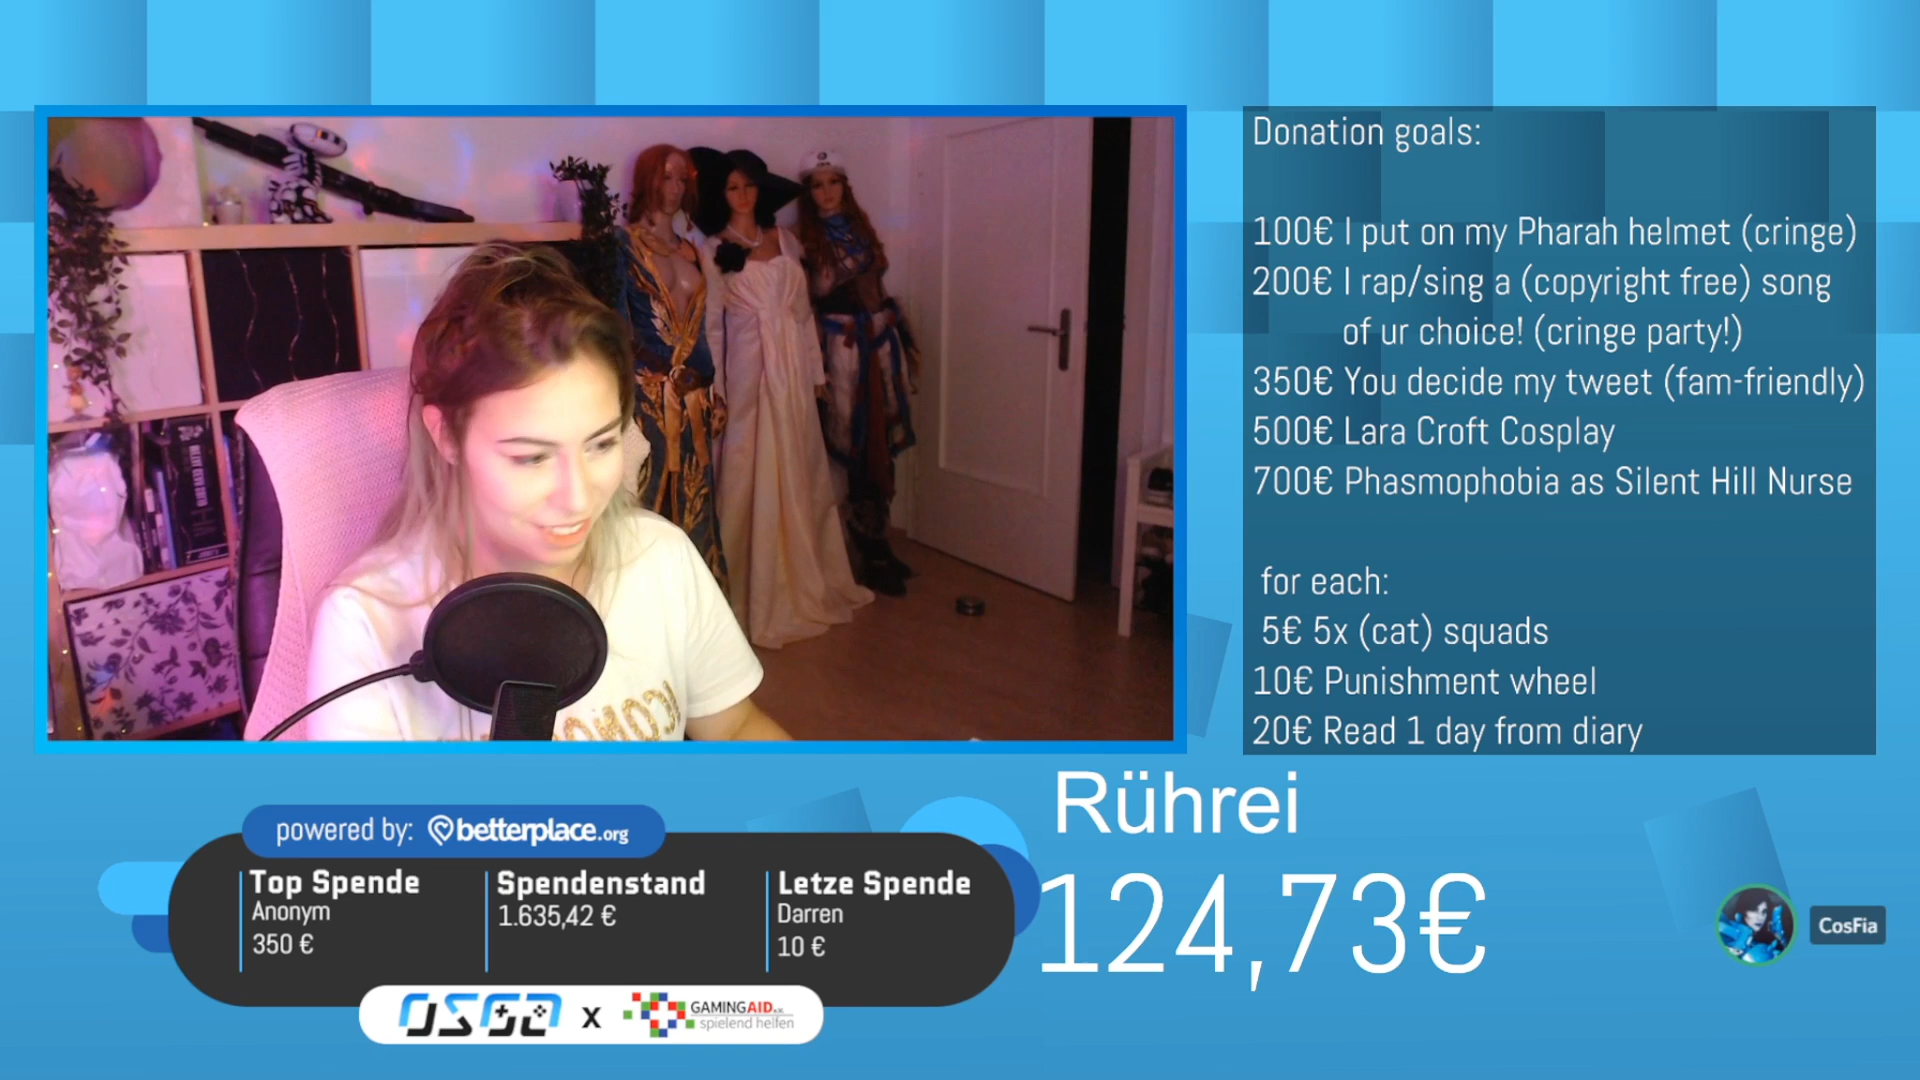 Donation goals:
100€ I put on my Pharah helmet (cringe)
200€ I rap/sing a (copyright free) song
of ur choice! (cringe party!)
350€ You decide my tweet (fam-friendly)
500€ Lara Croft Cosplay
700€ Phasmophobia as Silent Hill Nurse
for each:
5€ 5x (cat) squads
10€ Punishment wheel
20€ Read 1 day from diary
Rührei
124,73€
powered by: betterplace.org
Top Spende
Anonym
350 €
Spendenstand
1.635,42 €
Letze Spende
Darren
10 €
x
GAMINGAID e.V.
spielend helfen
CosFia